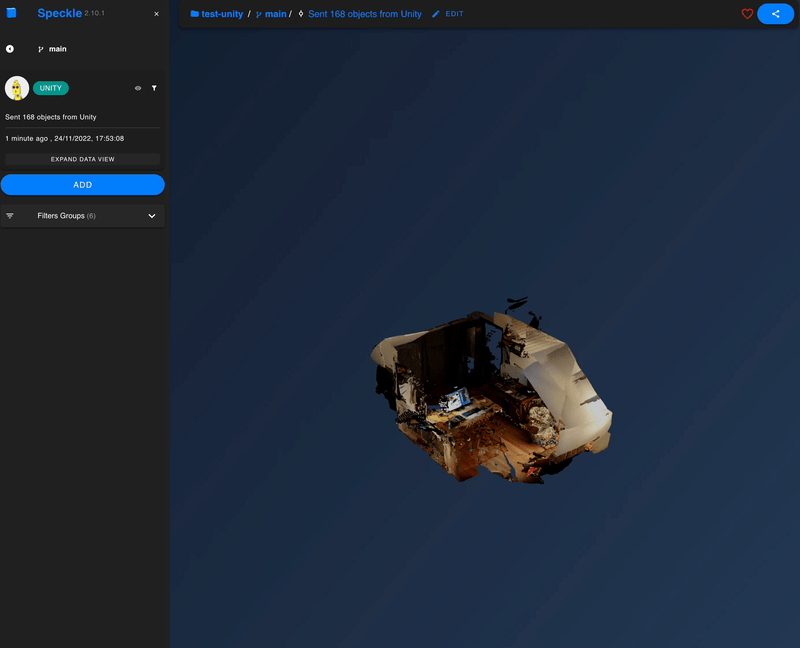 Speckle 2.10.1
test-unity / main / Sent 168 objects from Unity EDIT
main
UNITY
Sent 168 objects from Unity
1 minute ago , 24/11/2022, 17:53:08
EXPAND DATA VIEW
ADD
Filters Groups (6)